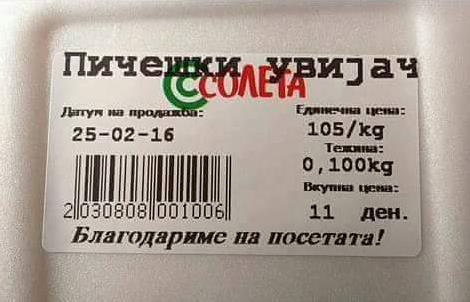 Пичешки увијач
СОЛЕТА
Датум на продажба:
25-02-16
Единечна цена:
105/kg
Тежина:
0,100kg
Вкупна цена:
11 ден.
2 030808 001006
Благодариме на посетата!